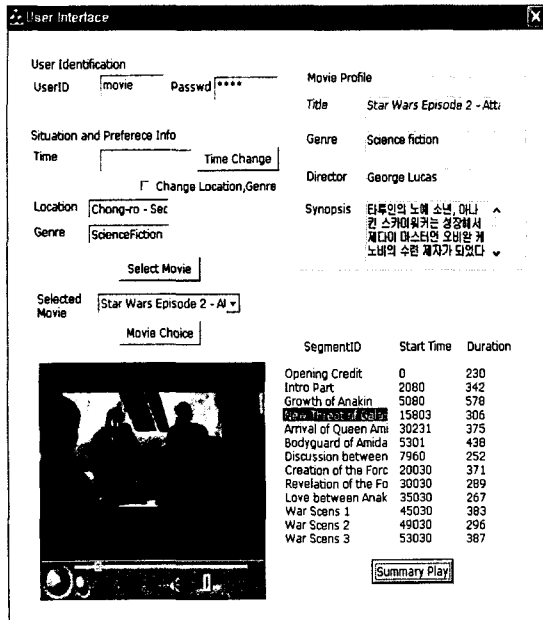 User Interface
User Identification
UserID movie Passwd ****
Situation and Preferece Info
Time Time Change
Change Location,Genre
Location Chong-ro - Sec
Genre ScienceFiction
Select Movie
Selected Movie Star Wars Episode 2 - Al
Movie Choice
Movie Profile
Title Star Wars Episode 2 - Atta
Genre Science fiction
Director George Lucas
Synopsis 타투인의 노예 소년, 아나
킨 스카이워커는 성장해서
제다이 마스터인 오비완 케
노비의 수련 제자가 되었다
SegmentID Start Time Duration
Opening Credit 0 230
Intro Part 2080 342
Growth of Anakin 5080 578
New Threat of Galax 15803 306
Arrival of Queen Ami 30231 375
Bodyguard of Amida 5301 438
Discussion between 7960 252
Creation of the Forc 20030 371
Revelation of the Fo 30030 289
Love between Anak 35030 267
War Scens 1 45030 383
War Scens 2 49030 296
War Scens 3 53030 387
Summary Play